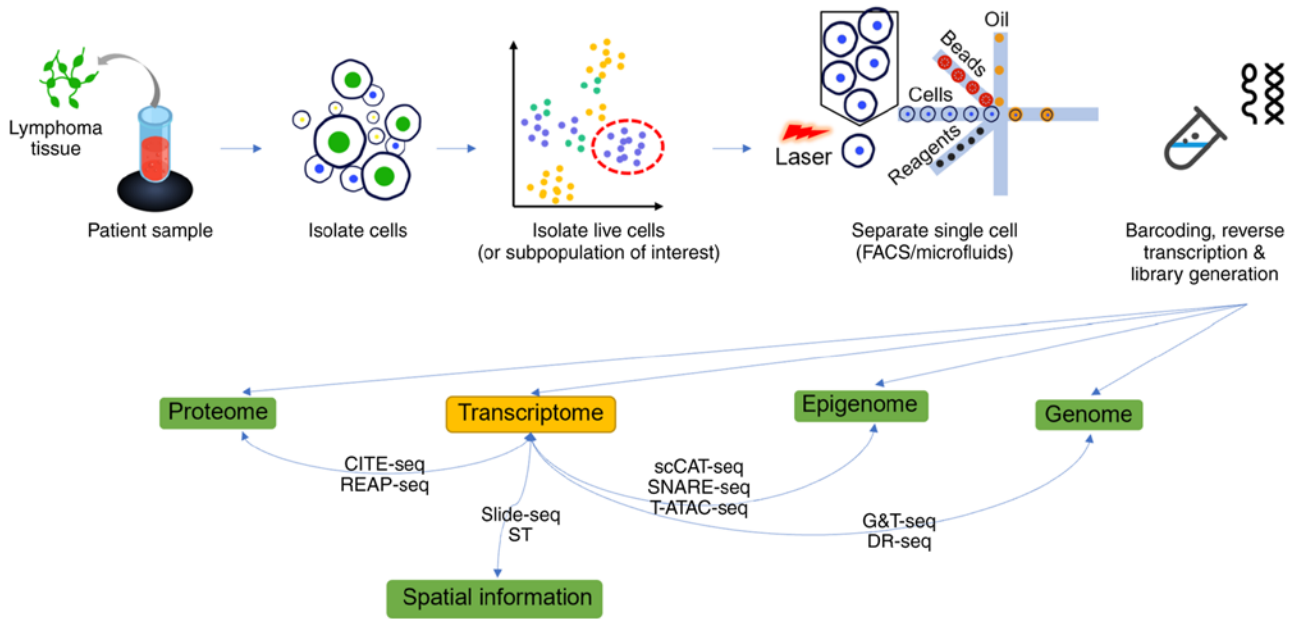 Lymphoma
tissue
Patient sample
Isolate cells
Isolate live cells
(or subpopulation of interest)
Laser
Cells
Beads
Oil
Reagents
Separate single cell
(FACS/microfluids)
Barcoding, reverse
transcription &
library generation
Proteome
Transcriptome
Epigenome
Genome
CITE-seq
REAP-seq
Slide-seq
ST
scCAT-seq
SNARE-seq
T-ATAC-seq
G&T-seq
DR-seq
Spatial information